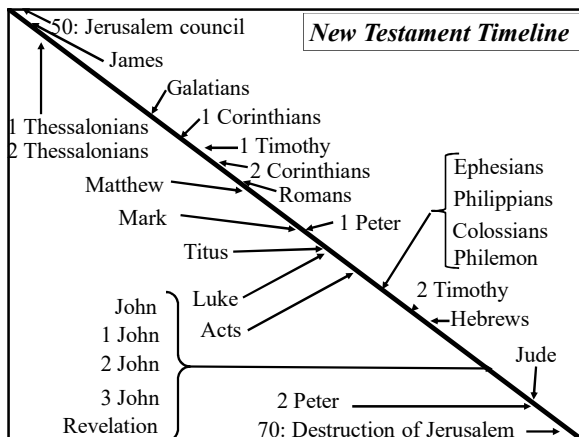 50: Jerusalem council
New Testament Timeline
James
Galatians
1 Corinthians
1 Thessalonians
2 Thessalonians
1 Timothy
2 Corinthians
Romans
Matthew
Ephesians
Philippians
Colossians
Philemon
Mark
1 Peter
Titus
Luke
Acts
2 Timothy
Hebrews
John
1 John
2 John
3 John
Revelation
Jude
2 Peter
70: Destruction of Jerusalem